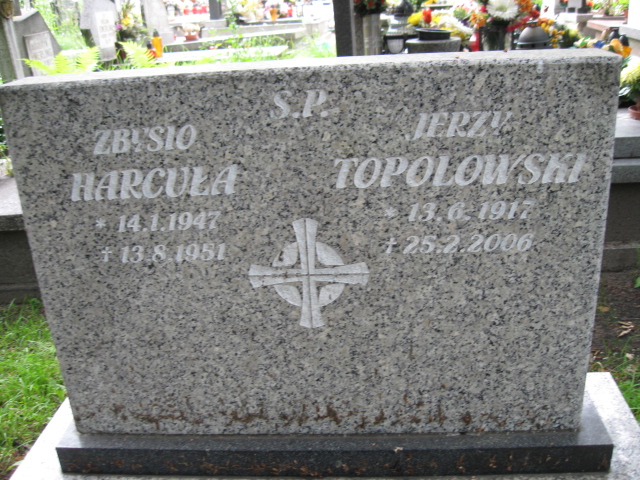 Ś.P.
ZBYSIO
HARCUŁA
* 14.1.1947
† 13.8.1951
JERZY
TOPOLOWSKI
* 13.6.1917
† 25.2.2006